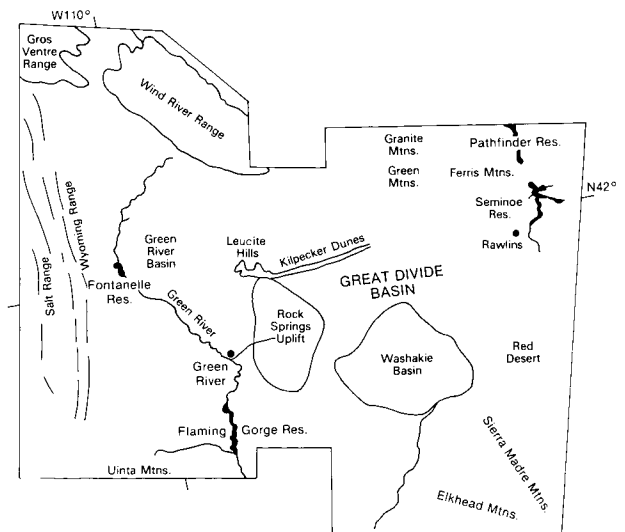 W110°
Gros
Ventre
Range
Wind River Range
Granite
Mtns.
Pathfinder Res.
Green
Mtns.
Ferris Mtns.
N42°
Seminoe
Res.
Rawlins
Wyoming Range
Salt Range
Green
River
Basin
Leucite
Hills
Kilpecker Dunes
GREAT DIVIDE
BASIN
Fontanelle
Res.
Green River
Rock
Springs
Uplift
Washakie
Basin
Red
Desert
Green
River
Flaming Gorge Res.
Uinta Mtns.
Sierra Madre Mtns.
Elkhead Mtns.